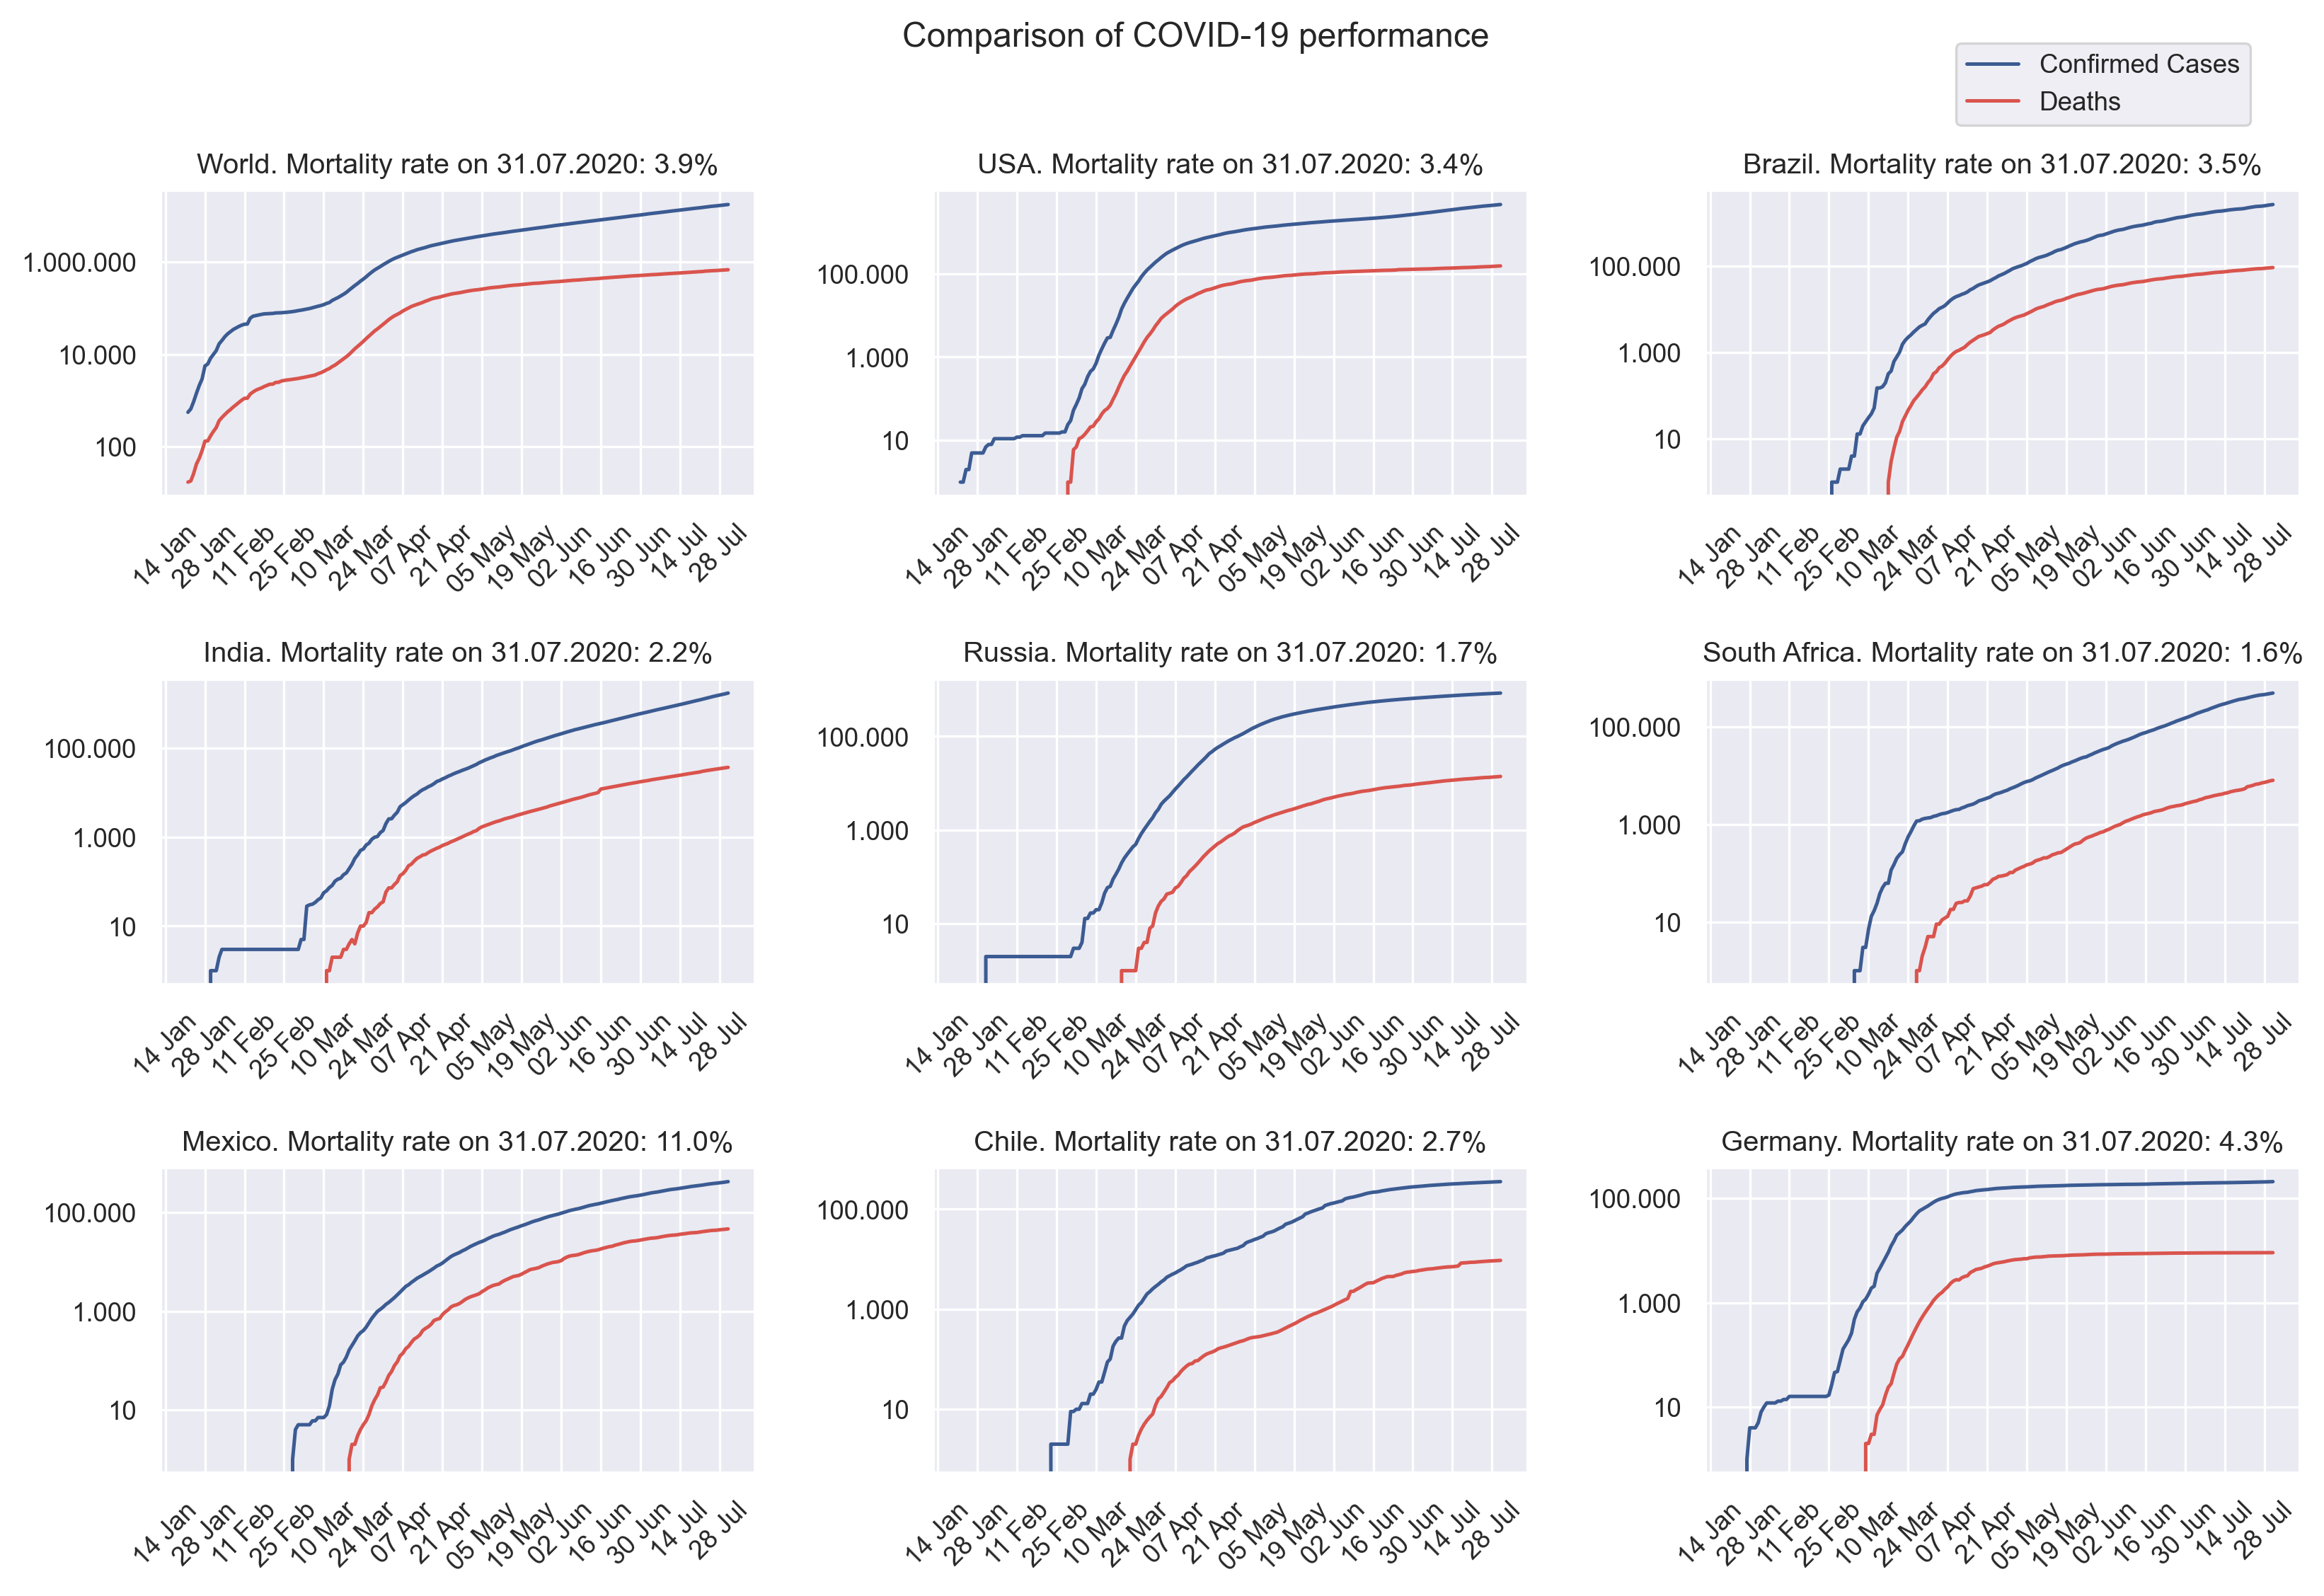 Comparison of COVID-19 performance
Confirmed Cases
Deaths
World. Mortality rate on 31.07.2020: 3.9%
1.000.000
10.000
100
14 Jan 28 Jan 11 Feb 25 Feb 10 Mar 24 Mar 07 Apr 21 Apr 05 May 19 May 02 Jun 16 Jun 30 Jun 14 Jul 28 Jul
USA. Mortality rate on 31.07.2020: 3.4%
100.000
1.000
10
14 Jan 28 Jan 11 Feb 25 Feb 10 Mar 24 Mar 07 Apr 21 Apr 05 May 19 May 02 Jun 16 Jun 30 Jun 14 Jul 28 Jul
Brazil. Mortality rate on 31.07.2020: 3.5%
100.000
1.000
10
14 Jan 28 Jan 11 Feb 25 Feb 10 Mar 24 Mar 07 Apr 21 Apr 05 May 19 May 02 Jun 16 Jun 30 Jun 14 Jul 28 Jul
India. Mortality rate on 31.07.2020: 2.2%
100.000
1.000
10
14 Jan 28 Jan 11 Feb 25 Feb 10 Mar 24 Mar 07 Apr 21 Apr 05 May 19 May 02 Jun 16 Jun 30 Jun 14 Jul 28 Jul
Russia. Mortality rate on 31.07.2020: 1.7%
100.000
1.000
10
14 Jan 28 Jan 11 Feb 25 Feb 10 Mar 24 Mar 07 Apr 21 Apr 05 May 19 May 02 Jun 16 Jun 30 Jun 14 Jul 28 Jul
South Africa. Mortality rate on 31.07.2020: 1.6%
100.000
1.000
10
14 Jan 28 Jan 11 Feb 25 Feb 10 Mar 24 Mar 07 Apr 21 Apr 05 May 19 May 02 Jun 16 Jun 30 Jun 14 Jul 28 Jul
Mexico. Mortality rate on 31.07.2020: 11.0%
100.000
1.000
10
14 Jan 28 Jan 11 Feb 25 Feb 10 Mar 24 Mar 07 Apr 21 Apr 05 May 19 May 02 Jun 16 Jun 30 Jun 14 Jul 28 Jul
Chile. Mortality rate on 31.07.2020: 2.7%
100.000
1.000
10
14 Jan 28 Jan 11 Feb 25 Feb 10 Mar 24 Mar 07 Apr 21 Apr 05 May 19 May 02 Jun 16 Jun 30 Jun 14 Jul 28 Jul
Germany. Mortality rate on 31.07.2020: 4.3%
100.000
1.000
10
14 Jan 28 Jan 11 Feb 25 Feb 10 Mar 24 Mar 07 Apr 21 Apr 05 May 19 May 02 Jun 16 Jun 30 Jun 14 Jul 28 Jul